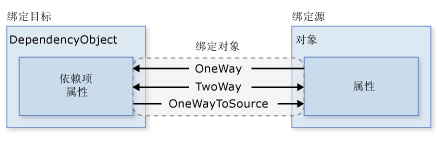 绑定目标
绑定源
DependencyObject
绑定对象
对象
依赖项
属性
OneWay
TwoWay
OneWayToSource
属性